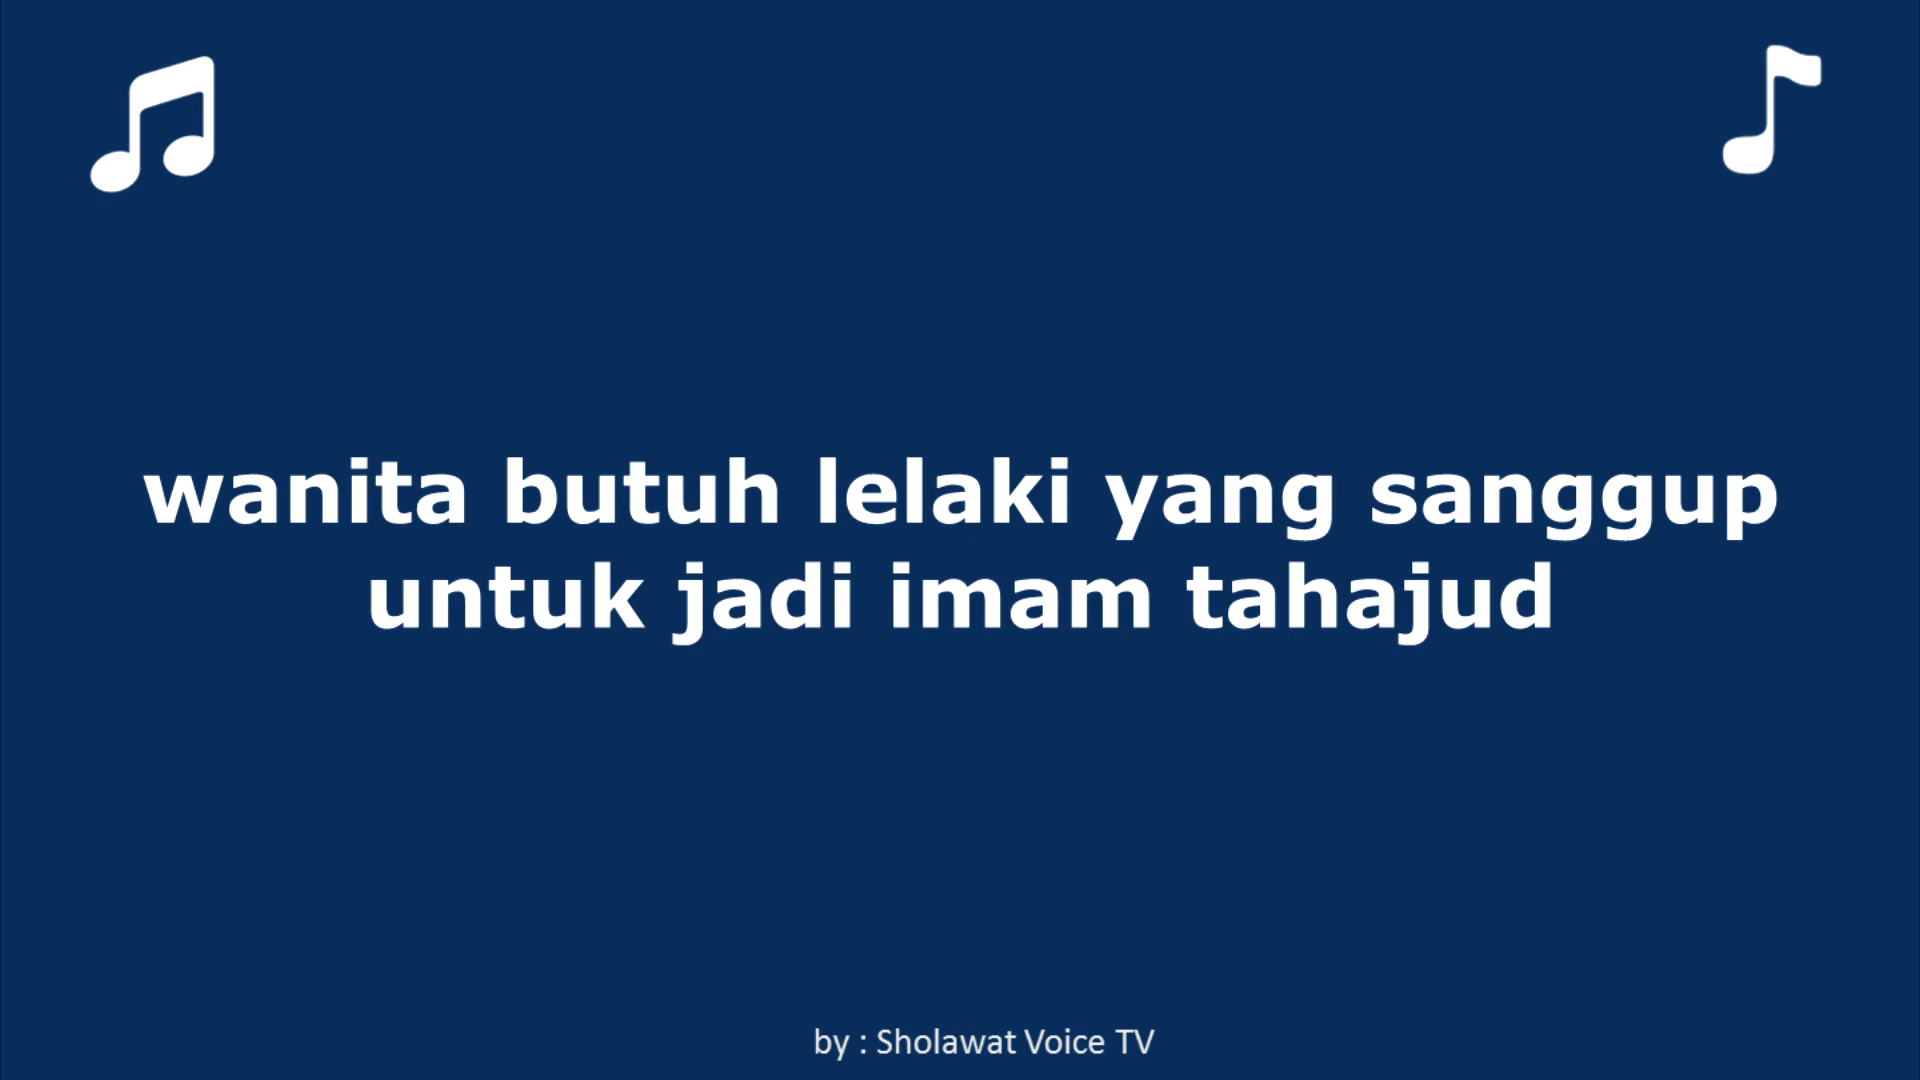 wanita butuh lelaki yang sanggup
untuk jadi imam tahajud
by : Sholawat Voice TV